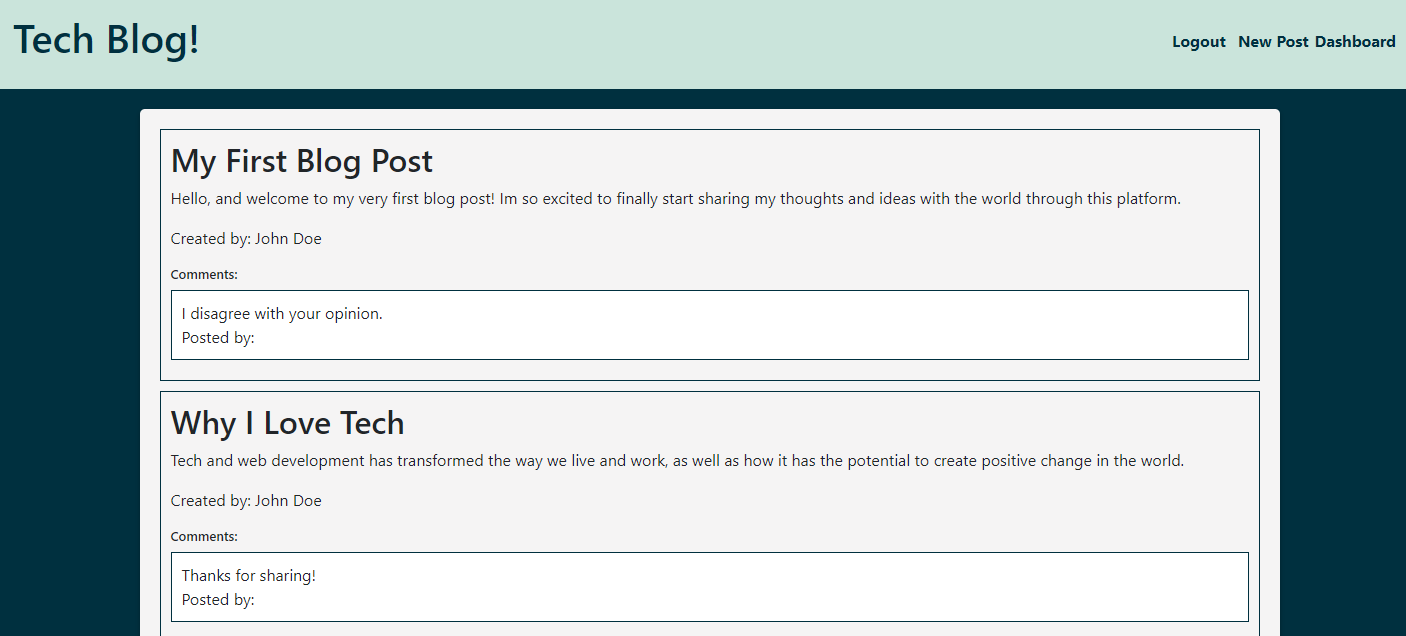 Tech Blog!
Logout New Post Dashboard
My First Blog Post
Hello, and welcome to my very first blog post! Im so excited to finally start sharing my thoughts and ideas with the world through this platform.
Created by: John Doe
Comments:
I disagree with your opinion.
Posted by:
Why I Love Tech
Tech and web development has transformed the way we live and work, as well as how it has the potential to create positive change in the world.
Created by: John Doe
Comments:
Thanks for sharing!
Posted by: